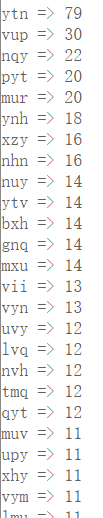 ytn => 79
vup => 30
nqy => 22
pyt => 20
mur => 20
ynh => 18
xzy => 16
nhn => 16
nuy => 14
ytv => 14
bxh => 14
gnq => 14
mxu => 14
vii => 13
vyn => 13
uvy => 12
lvq => 12
nvh => 12
tmq => 12
qyt => 12
muv => 11
upy => 11
xhy => 11
vym => 11